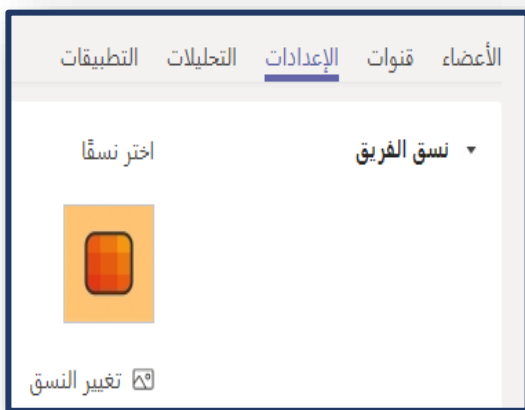 الأعضاء قنوات الإعدادات التحليلات التطبيقات
نسق الفريق اختر نسقًا
تغيير النسق